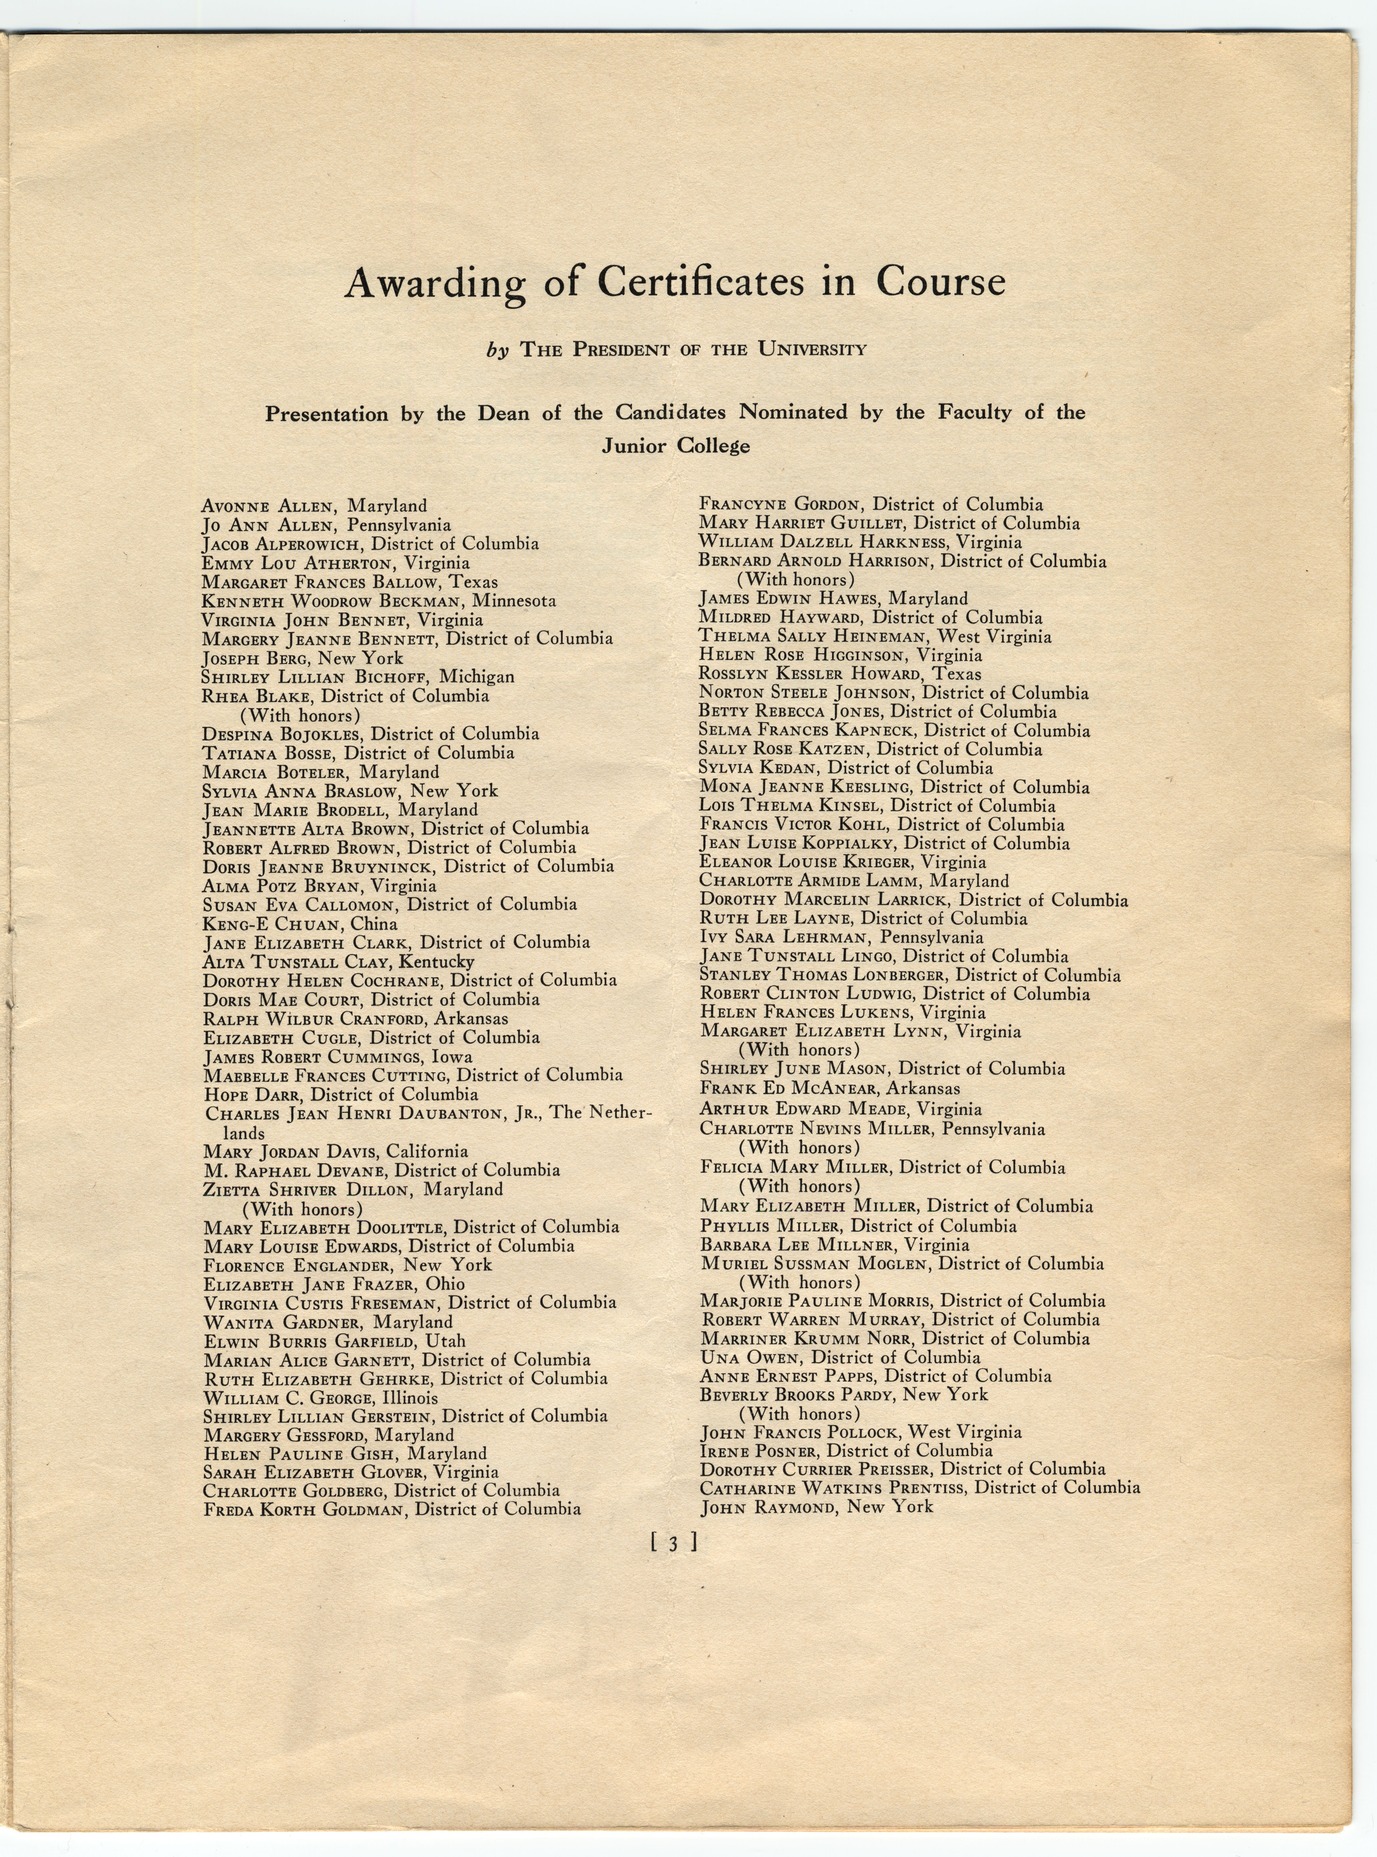 Awarding of Certificates in Course
by THE PRESIDENT OF THE UNIVERSITY
Presentation by the Dean of the Candidates Nominated by the Faculty of the
Junior College
AVONNE ALLEN, Maryland
JO ANN ALLEN, Pennsylvania
JACOB ALPEROWICH, District of Columbia
EMMY LOU ATHERTON, Virginia
MARGARET FRANCES BALLOW, Texas
KENNETH WOODROW BECKMAN, Minnesota
VIRGINIA JOHN BENNET, Virginia
MARGERY JEANNE BENNETT, District of Columbia
JOSEPH BERG, New York
SHIRLEY LILLIAN BICHOFF, Michigan
RHEA BLAKE, District of Columbia
(With honors)
DESPINA BOJOKLES, District of Columbia
TATIANA BOSSE, District of Columbia
MARCIA BOTELER, Maryland
SYLVIA ANNA BRASLOW, New York
JEAN MARIE BRODELL, Maryland
JEANNETTE ALTA BROWN, District of Columbia
ROBERT ALFRED BROWN, District of Columbia
DORIS JEANNE BRUYNINCK, District of Columbia
ALMA POTZ BRYAN, Virginia
SUSAN EVA CALLOMON, District of Columbia
KENG-E CHUAN, China
JANE ELIZABETH CLARK, District of Columbia
ALTA TUNSTALL CLAY, Kentucky
DOROTHY HELEN COCHRANE, District of Columbia
DORIS MAE COURT, District of Columbia
RALPH WILBUR CRANFORD, Arkansas
ELIZABETH CUGLE, District of Columbia
JAMES ROBERT CUMMINGS, Iowa
MAEBELLE FRANCES CUTTING, District of Columbia
HOPE DARR, District of Columbia
CHARLES JEAN HENRI DAUBANTON, JR., The Nether-
lands
MARY JORDAN DAVIS, California
M. RAPHAEL DEVANE, District of Columbia
ZIETTA SHRIVER DILLON, Maryland
(With honors)
MARY ELIZABETH DOOLITTLE, District of Columbia
MARY LOUISE EDWARDS, District of Columbia
FLORENCE ENGLANDER, New York
ELIZABETH JANE FRAZER, Ohio
VIRGINIA CUSTIS FRESEMAN, District of Columbia
WANITA GARDNER, Maryland
ELWIN BURRIS GARFIELD, Utah
MARIAN ALICE GARNETT, District of Columbia
RUTH ELIZABETH GEHRKE, District of Columbia
WILLIAM C. GEORGE, Illinois
SHIRLEY LILLIAN GERSTEIN, District of Columbia
MARGERY GESSFORD, Maryland
HELEN PAULINE GISH, Maryland
SARAH ELIZABETH GLOVER, Virginia
CHARLOTTE GOLDBERG, District of Columbia
FREDA KORTH GOLDMAN, District of Columbia
FRANCYNE GORDON, District of Columbia
MARY HARRIET GUILLET, District of Columbia
WILLIAM DALZELL HARKNESS, Virginia
BERNARD ARNOLD HARRISON, District of Columbia
(With honors)
JAMES EDWIN HAWES, Maryland
MILDRED HAYWARD, District of Columbia
THELMA SALLY HEINEMAN, West Virginia
HELEN ROSE HIGGINSON, Virginia
ROSSLYN KESSLER HOWARD, Texas
NORTON STEELE JOHNSON, District of Columbia
BETTY REBECCA JONES, District of Columbia
SELMA FRANCES KAPNECK, District of Columbia
SALLY ROSE KATZEN, District of Columbia
SYLVIA KEDAN, District of Columbia
MONA JEANNE KEESLING, District of Columbia
LOIS THELMA KINSEL, District of Columbia
FRANCIS VICTOR KOHL, District of Columbia
JEAN LUISE KOPPIALKY, District of Columbia
ELEANOR LOUISE KRIEGER, Virginia
CHARLOTTE ARMIDE LAMM, Maryland
DOROTHY MARCELIN LARRICK, District of Columbia
RUTH LEE LAYNE, District of Columbia
IVY SARA LEHRMAN, Pennsylvania
JANE TUNSTALL LINGO, District of Columbia
STANLEY THOMAS LONBERGER, District of Columbia
ROBERT CLINTON LUDWIG, District of Columbia
HELEN FRANCES LUKENS, Virginia
MARGARET ELIZABETH LYNN, Virginia
(With honors)
SHIRLEY JUNE MASON, District of Columbia
FRANK ED MCANEAR, Arkansas
ARTHUR EDWARD MEADE, Virginia
CHARLOTTE NEVINS MILLER, Pennsylvania
(With honors)
FELICIA MARY MILLER, District of Columbia
(With honors)
MARY ELIZABETH MILLER, District of Columbia
PHYLLIS MILLER, District of Columbia
BARBARA LEE MILLNER, Virginia
MURIEL SUSSMAN MOGLEN, District of Columbia
(With honors)
MARJORIE PAULINE MORRIS, District of Columbia
ROBERT WARREN MURRAY, District of Columbia
MARRINER KRUMM NORR, District of Columbia
UNA OWEN, District of Columbia
ANNE ERNEST PAPPS, District of Columbia
BEVERLY BROOKS PARDY, New York
(With honors)
JOHN FRANCIS POLLOCK, West Virginia
IRENE POSNER, District of Columbia
DOROTHY CURRIER PREISSER, District of Columbia
CATHARINE WATKINS PRENTISS, District of Columbia
JOHN RAYMOND, New York
[ 3 ]